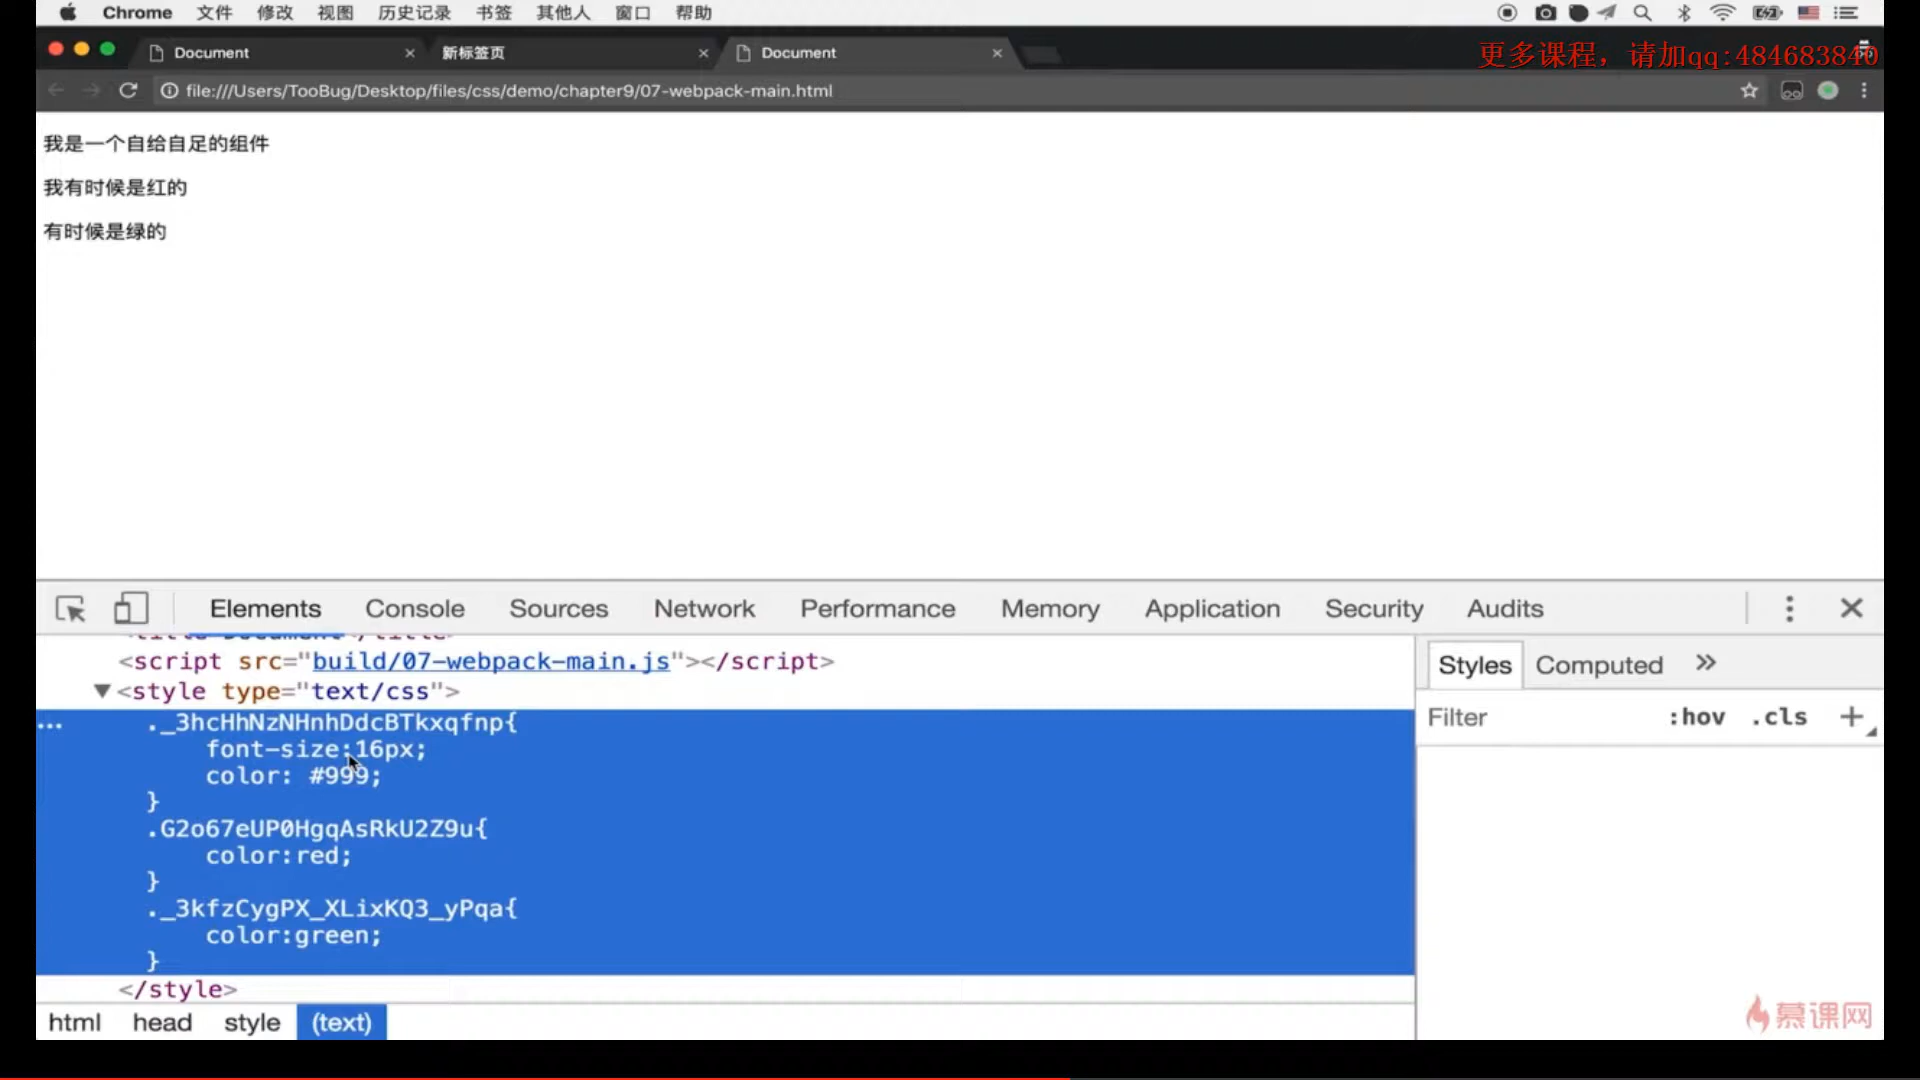 Chrome 文件 修改 视图 历史记录 书签 其他人 窗口 帮助
Document 新标签页 Document
更多课程，请加qq:484683840
file:///Users/TooBug/Desktop/files/css/demo/chapter9/07-webpack-main.html
我是一个自给自足的组件
我有时候是红的
有时候是绿的
Elements Console Sources Network Performance Memory Application Security Audits
<title>Document</title>
<script src="build/07-webpack-main.js"></script>
<style type="text/css">
._3hcHhNzNHnhDdcBTkxqfnp{
font-size:16px;
color: #999;
}
.G2o67eUP0HgqAsRkU2Z9u{
color:red;
}
._3kfzCygPX_XLixKQ3_yPqa{
color:green;
}
</style>
html head style (text)
Styles Computed »
Filter :hov .cls +
慕课网